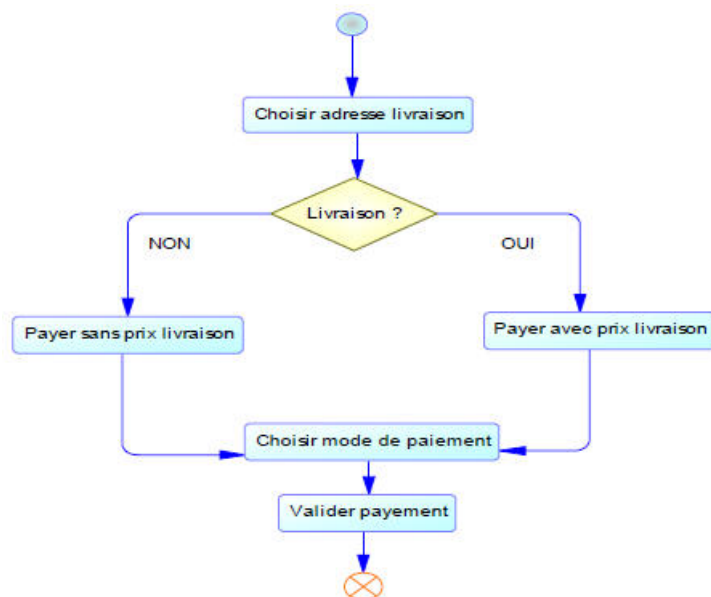 Choisir adresse livraison
Livraison ?
NON
OUI
Payer sans prix livraison
Payer avec prix livraison
Choisir mode de paiement
Valider payement